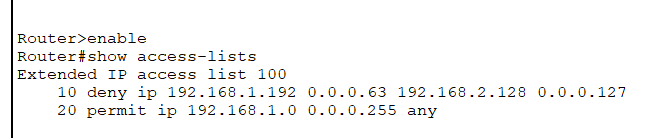 Router>enable
Router#show access-lists
Extended IP access list 100
    10 deny ip 192.168.1.192 0.0.0.63 192.168.2.128 0.0.0.127
    20 permit ip 192.168.1.0 0.0.0.255 any